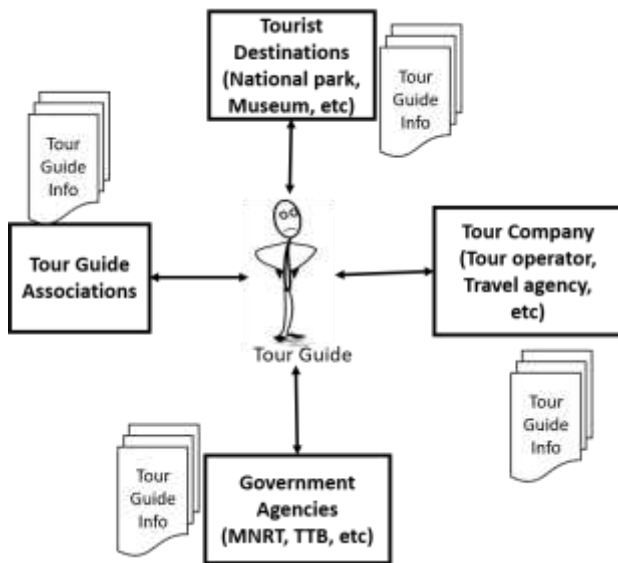 Tourist
Destinations
(National park,
Museum, etc)
Tour
Guide
Info
Tour
Guide
Info
Tour Guide
Associations
Tour Company
(Tour operator,
Travel agency,
etc)
Tour Guide
Tour
Guide
Info
Tour
Guide
Info
Government
Agencies
(MNRT, TTB, etc)